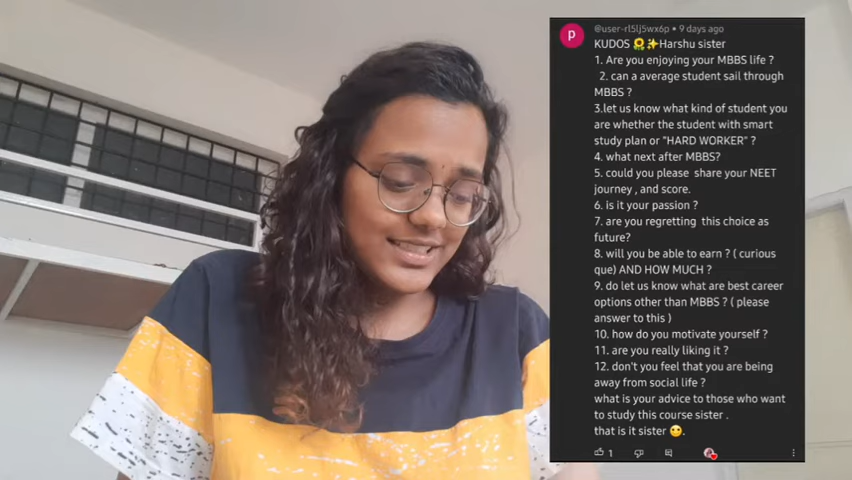 p
@user-rl5lj5wx6p • 9 days ago
KUDOS 🌻✨Harshu sister
1. Are you enjoying your MBBS life ?
2. can a average student sail through
MBBS ?
3.let us know what kind of student you
are whether the student with smart
study plan or "HARD WORKER" ?
4. what next after MBBS?
5. could you please share your NEET
journey , and score.
6. is it your passion ?
7. are you regretting this choice as
future?
8. will you be able to earn ? ( curious
que) AND HOW MUCH ?
9. do let us know what are best career
options other than MBBS ? ( please
answer to this )
10. how do you motivate yourself ?
11. are you really liking it ?
12. don't you feel that you are being
away from social life ?
what is your advice to those who want
to study this course sister .
that is it sister 🙂.
1